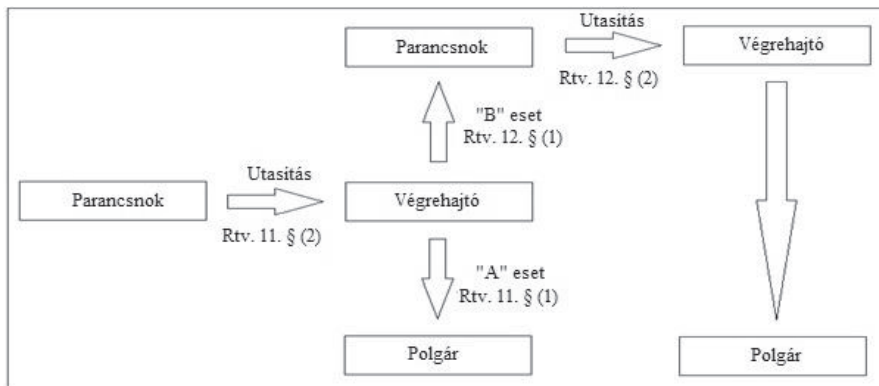 Utasítás
Parancsnok
Végrehajtó
Rtv. 12. § (2)
"B" eset
Rtv. 12. § (1)
Utasítás
Parancsnok
Végrehajtó
Rtv. 11. § (2)
"A" eset
Rtv. 11. § (1)
Polgár
Polgár